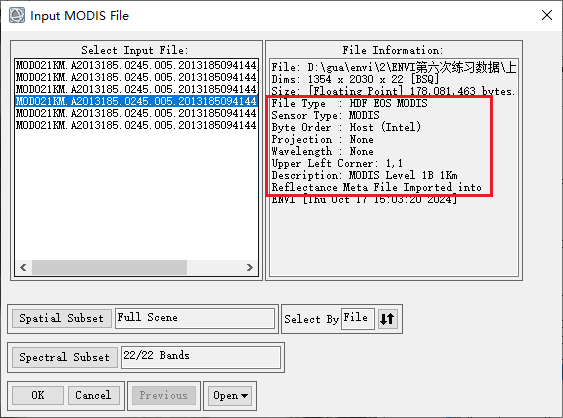 Input MODIS File
Select Input File:
MOD021KM.A2013185.0245.005.2013185094144
MOD021KM.A2013185.0245.005.2013185094144
MOD021KM.A2013185.0245.005.2013185094144
MOD021KM.A2013185.0245.005.2013185094144
MOD021KM.A2013185.0245.005.2013185094144
MOD021KM.A2013185.0245.005.2013185094144
File Information:
File: D:\gua\envi\2\ENVI第六次练习数据\上
Dims: 1354 x 2030 x 22 [BSQ]
Size: [Floating Point] 178,081,463 bytes.
File Type : HDF EOS MODIS
Sensor Type: MODIS
Byte Order : Host (Intel)
Projection : None
Wavelength : None
Upper Left Corner: 1,1
Description: MODIS Level 1B 1Km
Reflectance Meta File Imported into
ENVI [Thu Oct 17 15:03:20 2024]
Spatial Subset
Full Scene
Select By
File
Spectral Subset
22/22 Bands
OK
Cancel
Previous
Open